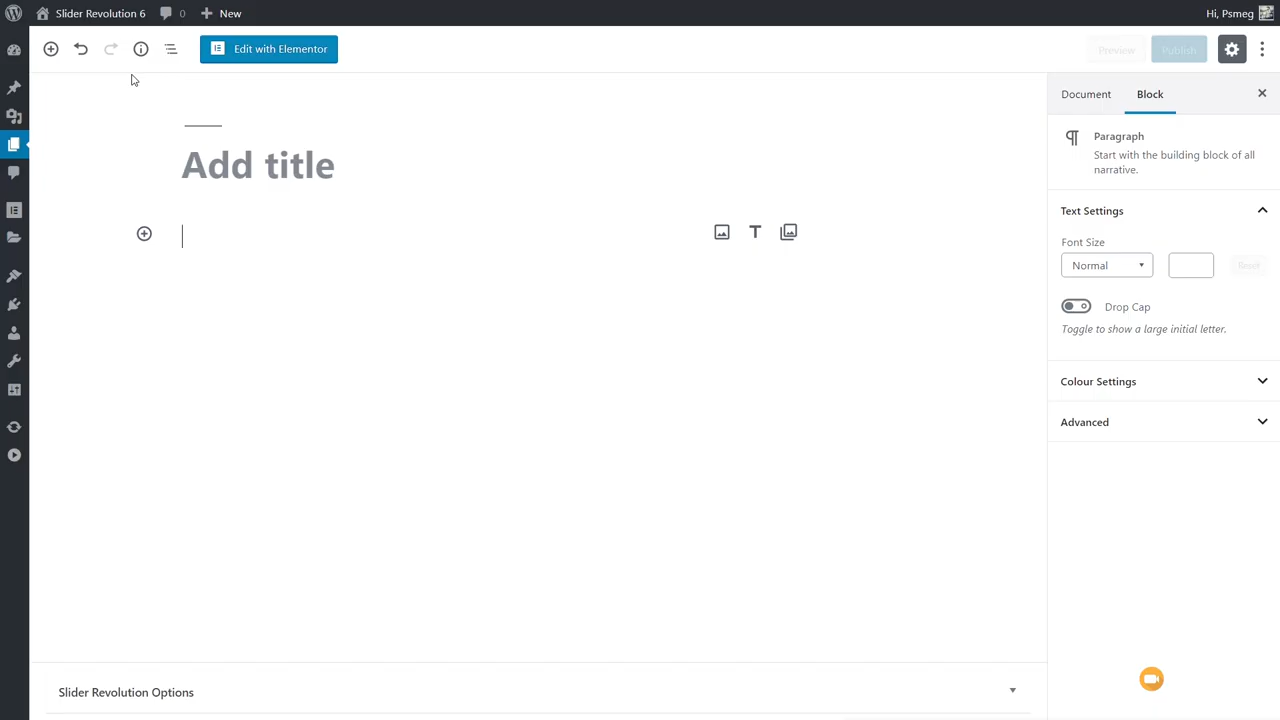 Slider Revolution 6 0 New Hi, Psmeg
Edit with Elementor Preview Publish
Document Block
Paragraph
Start with the building block of all
narrative.
Add title
Text Settings
Font Size
Normal Reset
Drop Cap
Toggle to show a large initial letter.
Colour Settings
Advanced
Slider Revolution Options